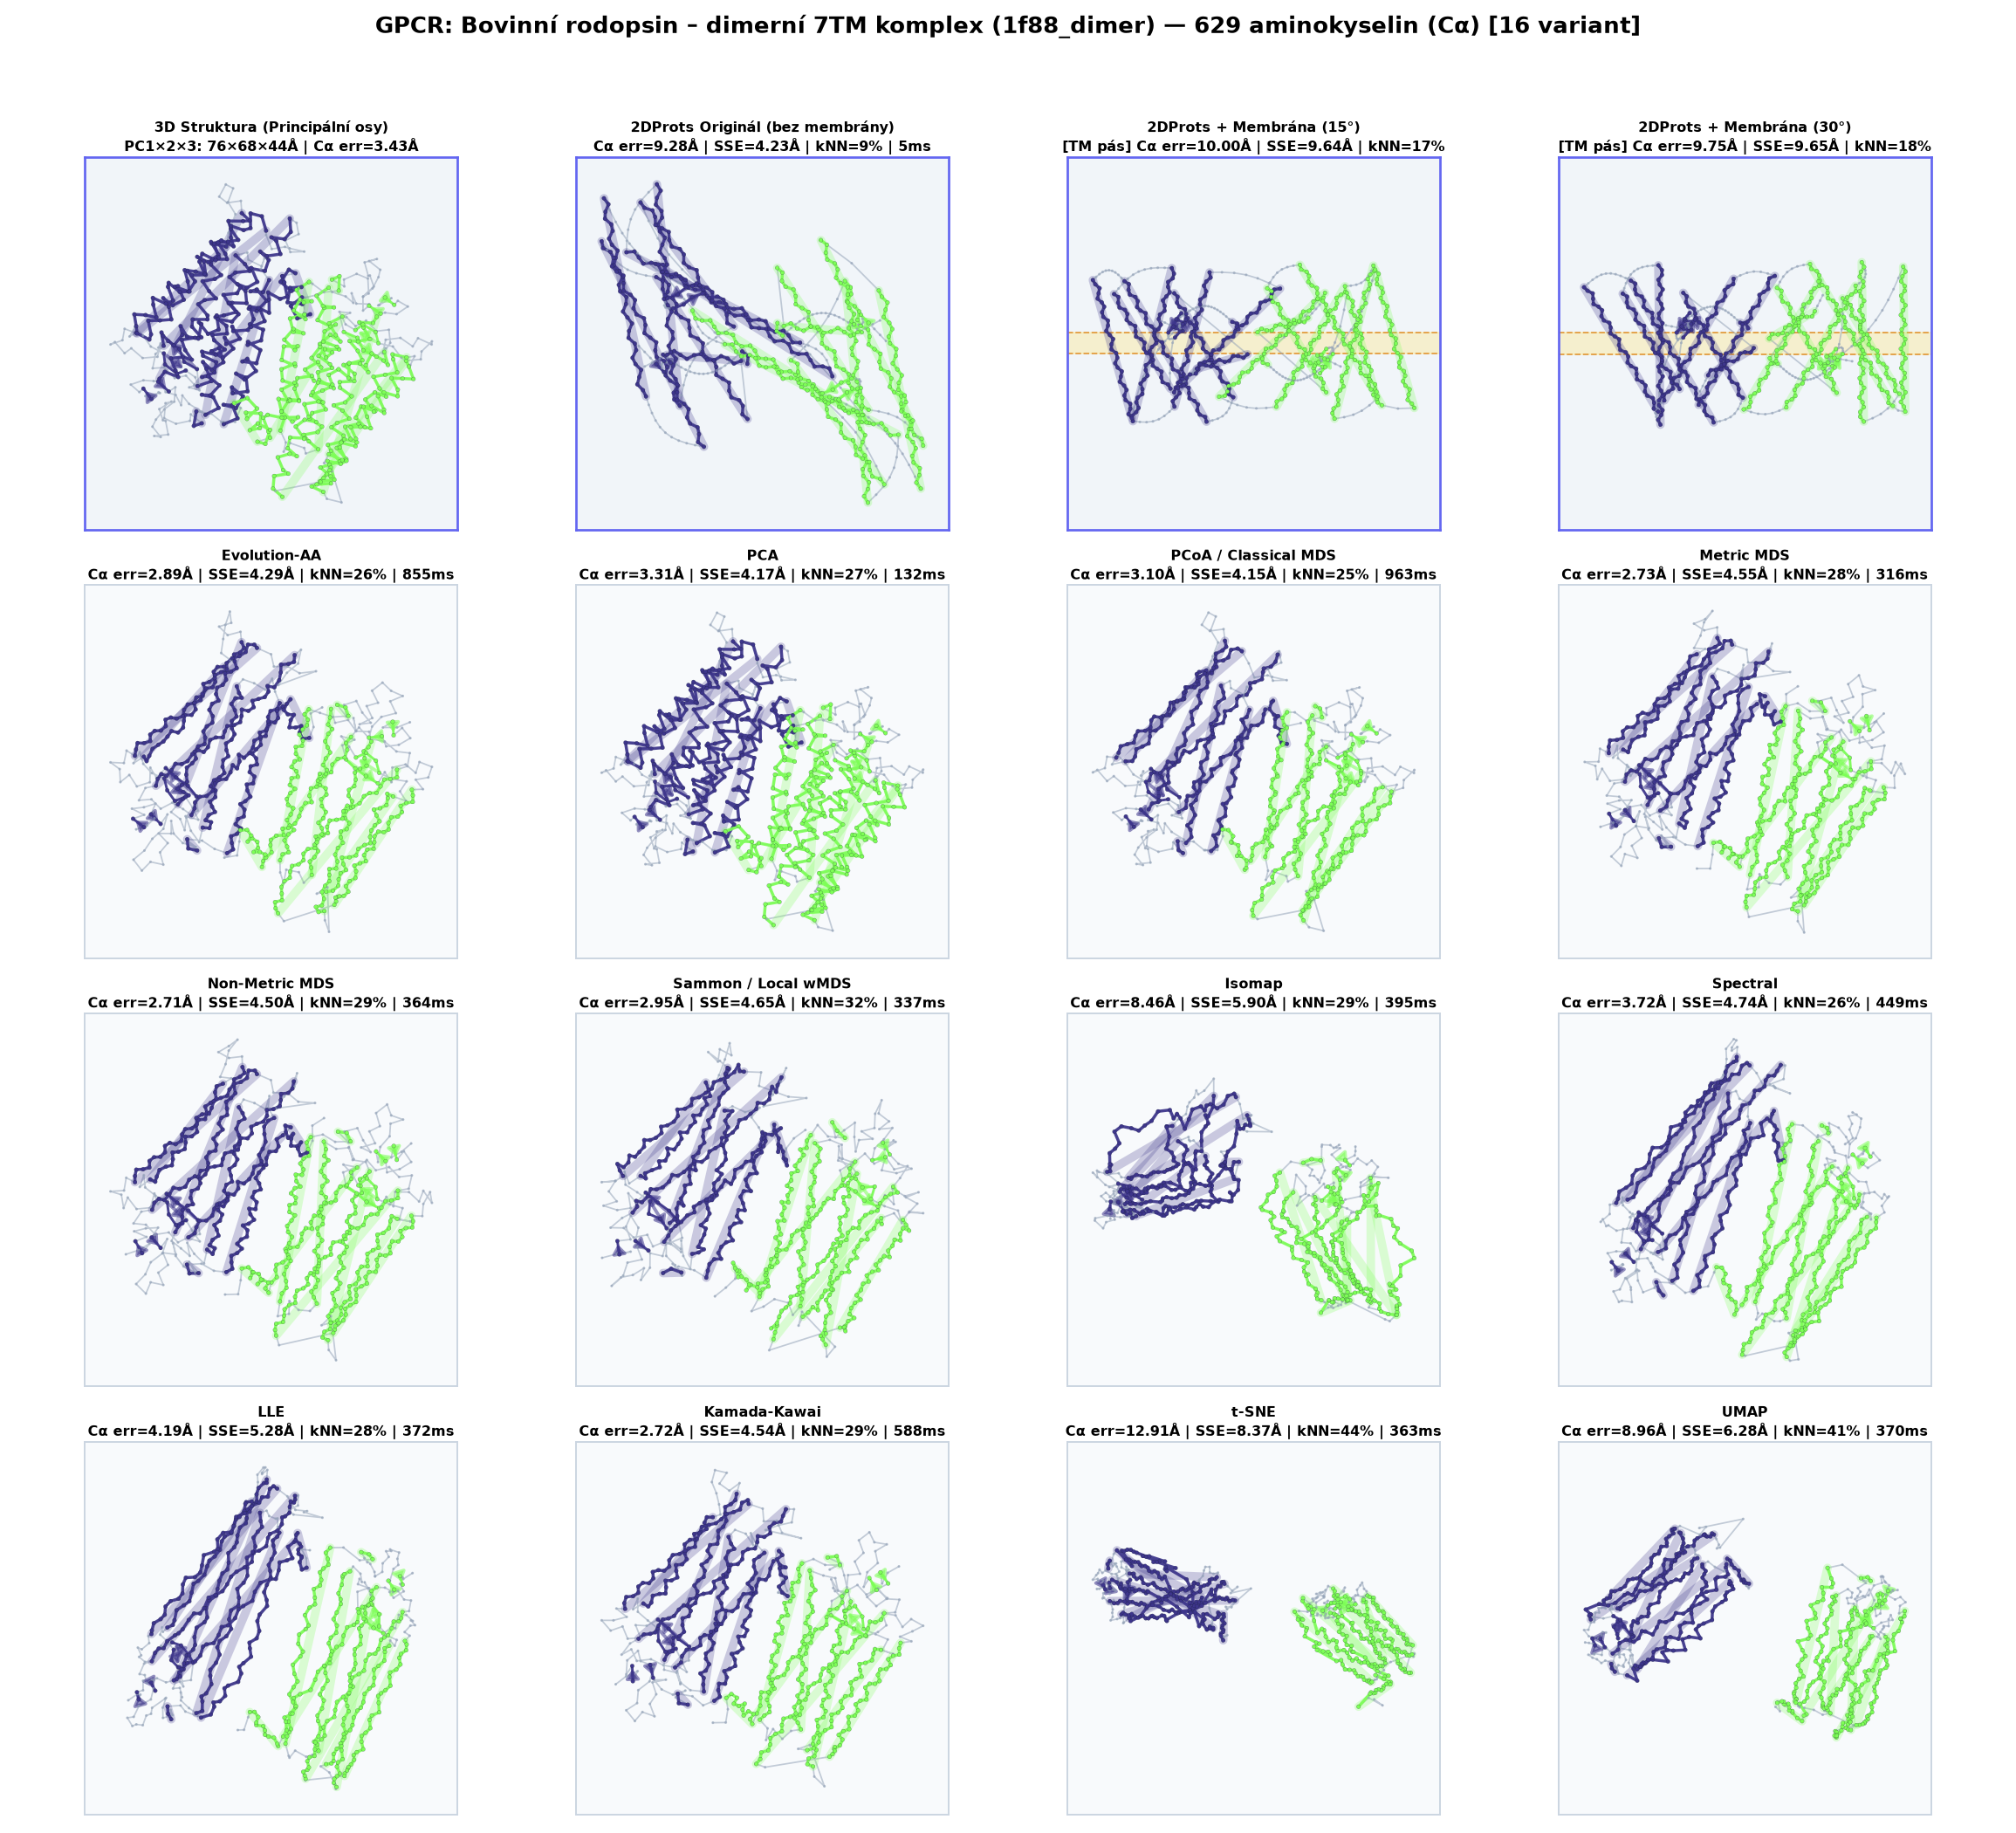 GPCR: Bovinní rodopsin – dimerní 7TM komplex (1f88_dimer) — 629 aminokyselin (Cα) [16 variant]
3D Struktura (Principální osy)
PC1×2×3: 76×68×44Å | Cα err=3.43Å
2DProts Originál (bez membrány)
Cα err=9.28Å | SSE=4.23Å | kNN=9% | 5ms
2DProts + Membrána (15°)
[TM pás] Cα err=10.00Å | SSE=9.64Å | kNN=17%
2DProts + Membrána (30°)
[TM pás] Cα err=9.75Å | SSE=9.65Å | kNN=18%
Evolution-AA
Cα err=2.89Å | SSE=4.29Å | kNN=26% | 855ms
PCA
Cα err=3.31Å | SSE=4.17Å | kNN=27% | 132ms
PCoA / Classical MDS
Cα err=3.10Å | SSE=4.15Å | kNN=25% | 963ms
Metric MDS
Cα err=2.73Å | SSE=4.55Å | kNN=28% | 316ms
Non-Metric MDS
Cα err=2.71Å | SSE=4.50Å | kNN=29% | 364ms
Sammon / Local wMDS
Cα err=2.95Å | SSE=4.65Å | kNN=32% | 337ms
Isomap
Cα err=8.46Å | SSE=5.90Å | kNN=29% | 395ms
Spectral
Cα err=3.72Å | SSE=4.74Å | kNN=26% | 449ms
LLE
Cα err=4.19Å | SSE=5.28Å | kNN=28% | 372ms
Kamada-Kawai
Cα err=2.72Å | SSE=4.54Å | kNN=29% | 588ms
t-SNE
Cα err=12.91Å | SSE=8.37Å | kNN=44% | 363ms
UMAP
Cα err=8.96Å | SSE=6.28Å | kNN=41% | 370ms